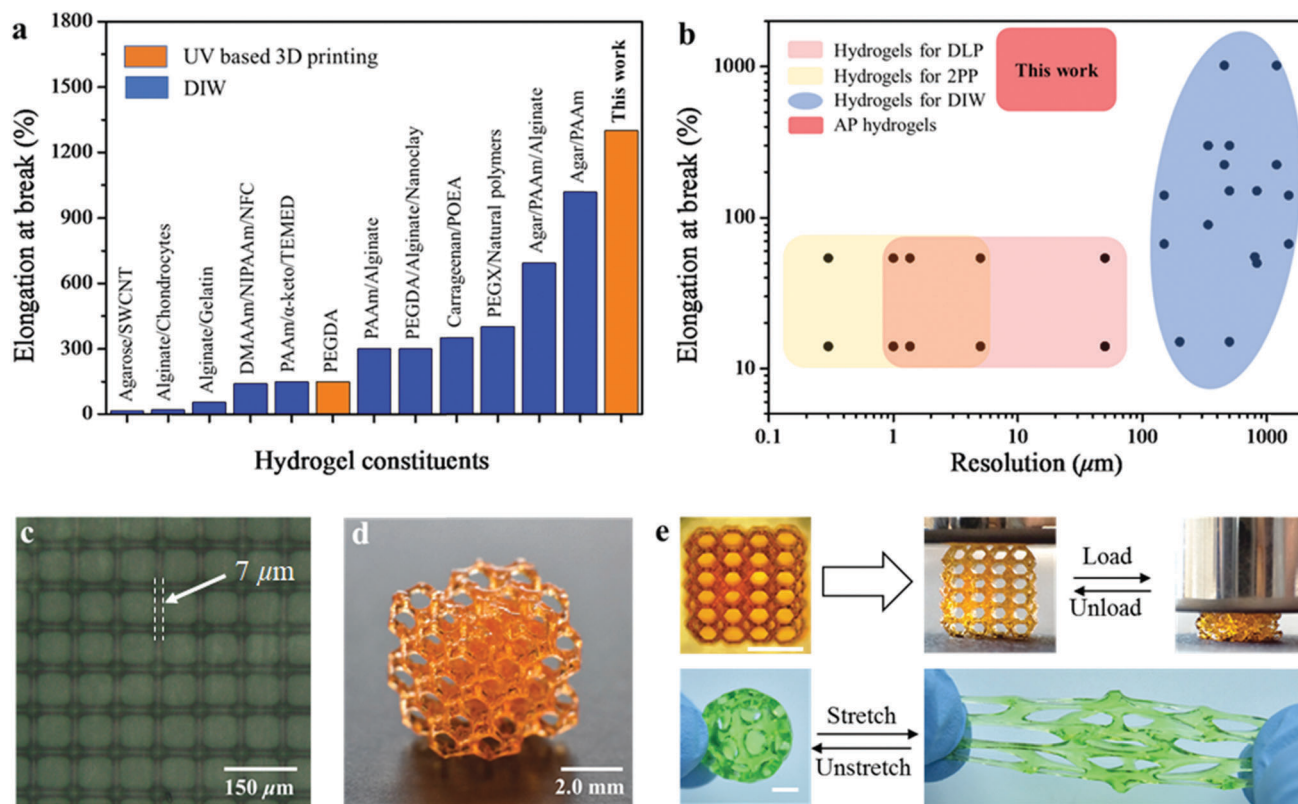 a
1800
1500
1200
900
600
300
0
Elongation at break (%)
UV based 3D printing
DIW
Agarose/SWCNT
Alginate/Chondrocytes
Alginate/Gelatin
DMAAm/NIPAAm/NFC
PAAm/α-keto/TEMED
PEGDA
PAAm/Alginate
PEGDA/Alginate/Nanoclay
Carrageenan/POEA
PEGX/Natural polymers
Agar/PAAm/Alginate
Agar/PAAm
This work
Hydrogel constituents
b
1000
100
10
Elongation at break (%)
Hydrogels for DLP
Hydrogels for 2PP
Hydrogels for DIW
AP hydrogels
This work
0.1
1
10
100
1000
Resolution (μm)
c
7 μm
150 μm
d
2.0 mm
e
Load
Unload
Stretch
Unstretch